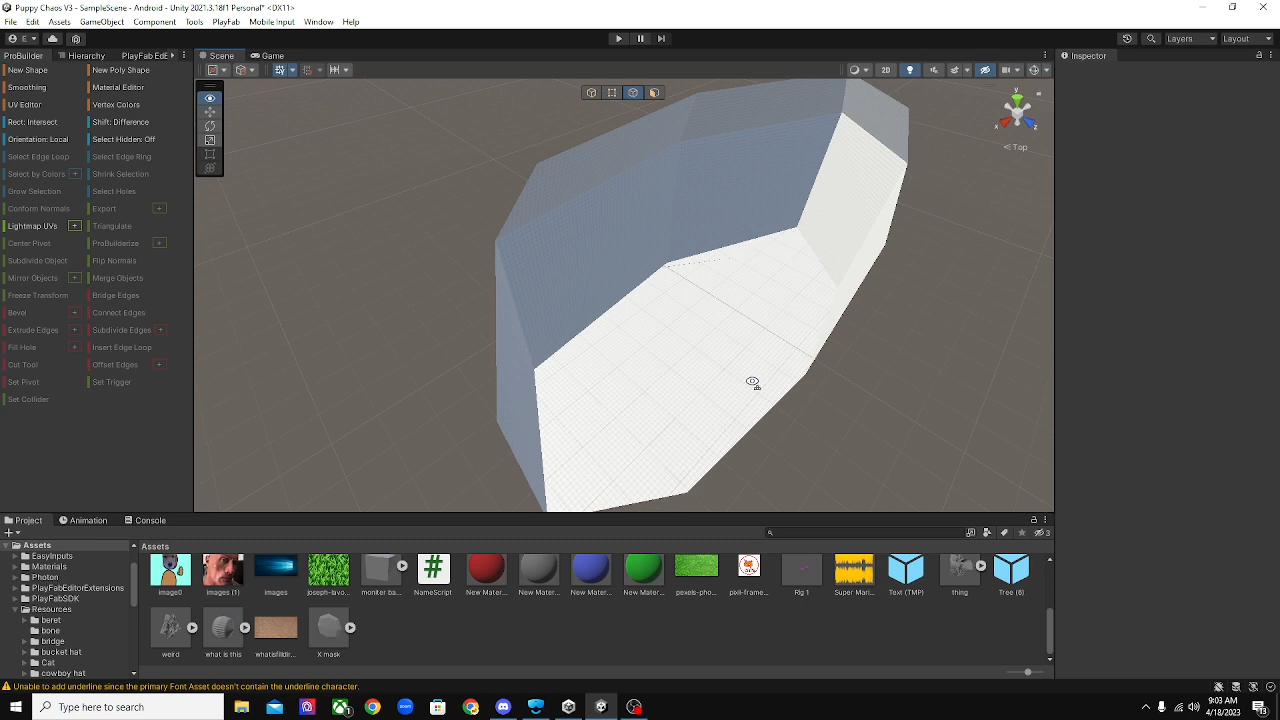 Puppy Chaos V3 - SampleScene - Android - Unity 2021.3.18f1 Personal* <DX11>
File Edit Assets GameObject Component Tools PlayFab Mobile Input Window Help
E
Layers Layout
ProBuilder Hierarchy PlayFab EdE Scene Game Inspector
2D
New Shape New Poly Shape
Smoothing Material Editor
UV Editor Vertex Colors
Rect: Intersect Shift: Difference
Orientation: Local Select Hidden: Off
Select Edge Loop Select Edge Ring
Select by Colors + Shrink Selection
Grow Selection Select Holes
Conform Normals Export +
Lightmap UVs + Triangulate
Center Pivot ProBuilderize +
Subdivide Object Flip Normals
Mirror Objects + Merge Objects
Freeze Transform Bridge Edges
Bevel + Connect Edges
Extrude Edges + Subdivide Edges +
Fill Hole + Insert Edge Loop
Cut Tool Offset Edges +
Set Pivot Set Trigger
Set Collider
y
x z
Top
Project Animation Console
+ 3
Assets
EasyInputs
Materials
Photon
PlayFabEditorExtensions
PlayFabSDK
Resources
beret
bone
bridge
bucket hat
Cat
cowboy hat
Assets
image0 images (1) images joseph-lavo... moniter ba... NameScript New Mater... New Mater... New Mater... New Mater... pexels-pho... pixil-frame... Rig 1 Super Mari... Text (TMP) thing Tree (6)
weird what is this whatisfilldir... X mask
Unable to add underline since the primary Font Asset doesn't contain the underline character.
Type here to search
zoom
9:03 AM
4/18/2023